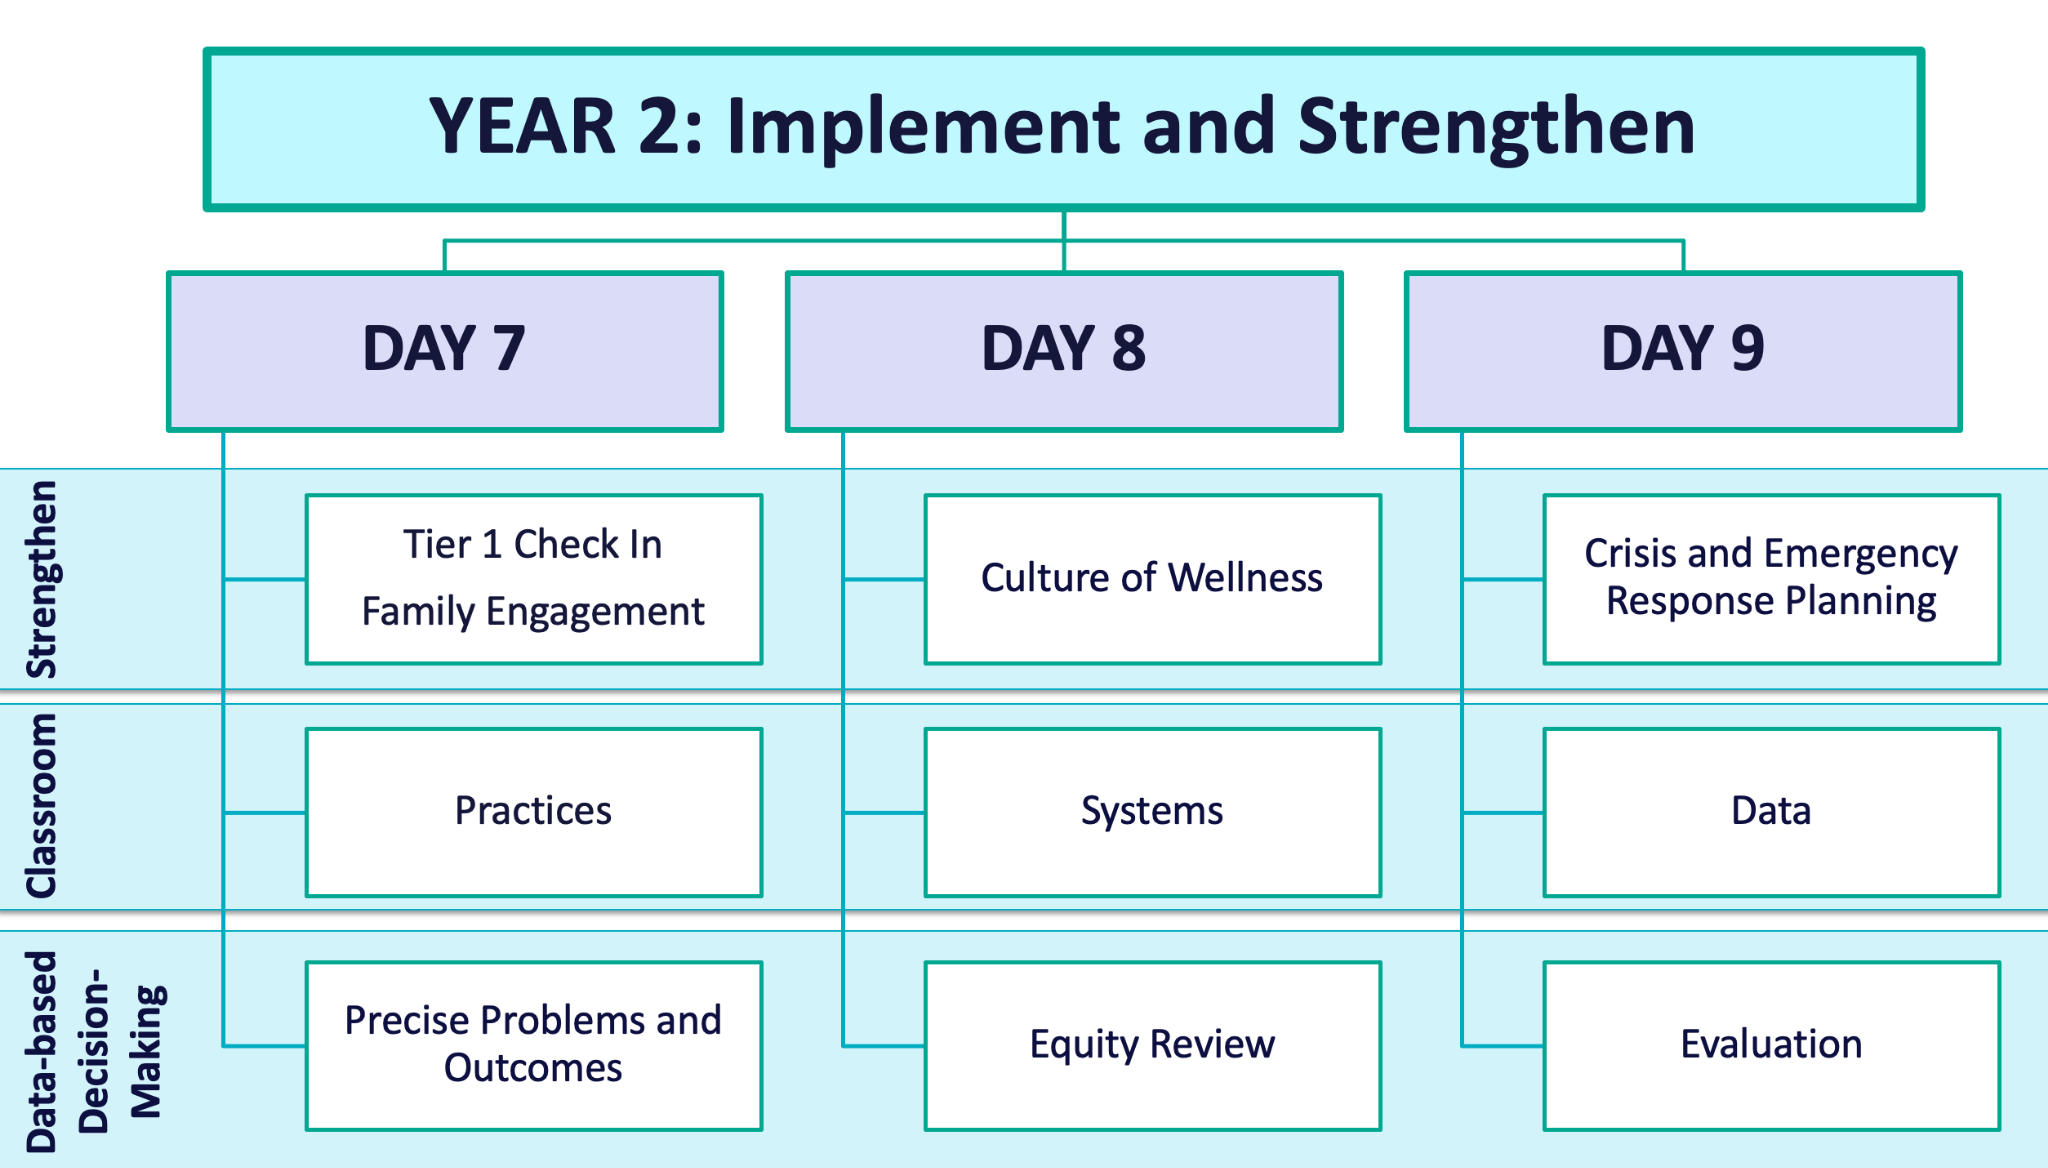 YEAR 2: Implement and Strengthen
DAY 7
DAY 8
DAY 9
Strengthen
Tier 1 Check In
Family Engagement
Culture of Wellness
Crisis and Emergency
Response Planning
Classroom
Practices
Systems
Data
Data-based
Decision-
Making
Precise Problems and
Outcomes
Equity Review
Evaluation